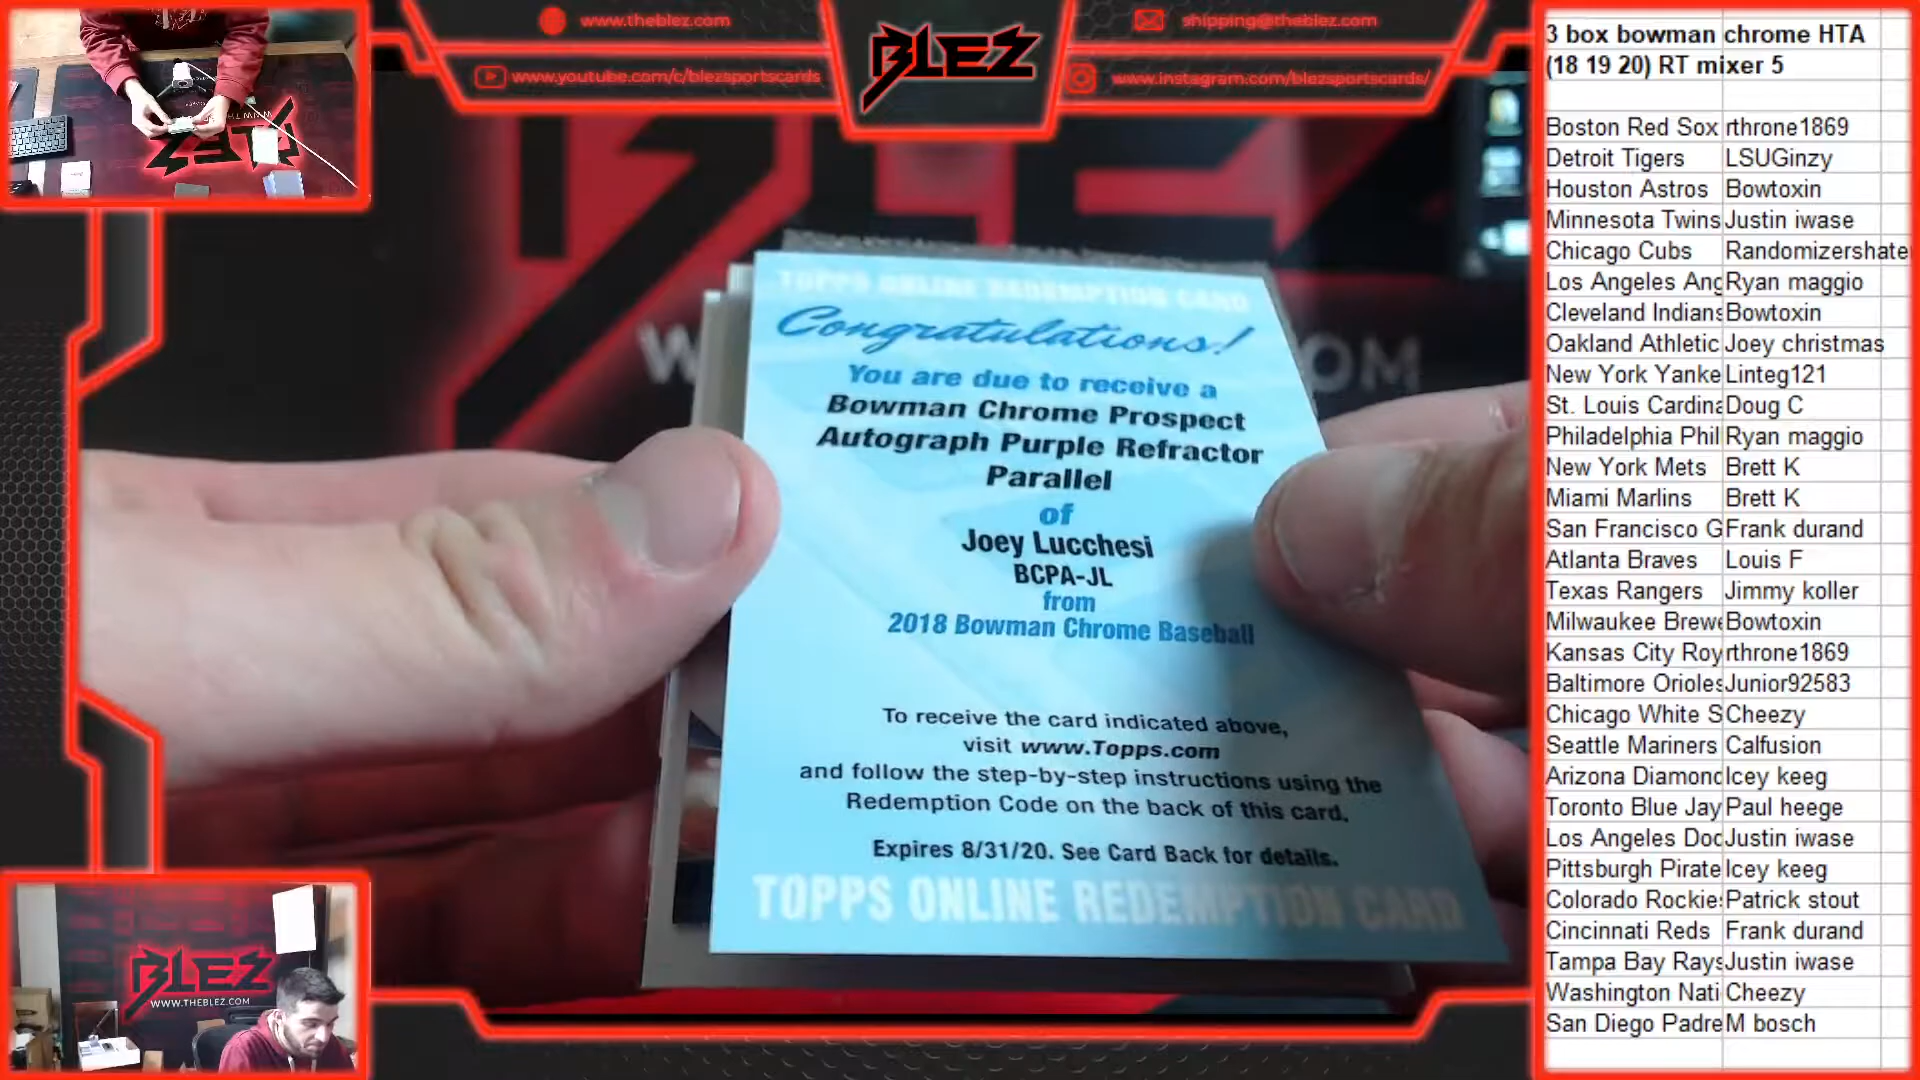 www.theblez.com
www.youtube.com/c/blezsportscards
BLEZ
shipping@theblez.com
www.instagram.com/blezsportscards/
TOPPS ONLINE REDEMPTION CARD
Congratulations!
You are due to receive a
Bowman Chrome Prospect
Autograph Purple Refractor
Parallel
of
Joey Lucchesi
BCPA-JL
from
2018 Bowman Chrome Baseball
To receive the card indicated above,
visit www.Topps.com
and follow the step-by-step instructions using the
Redemption Code on the back of this card.
Expires 8/31/20. See Card Back for details.
TOPPS ONLINE REDEMPTION CARD
BLEZ
BLEZ
WWW.THEBLEZ.COM
3 box bowman chrome HTA
(18 19 20) RT mixer 5
Boston Red Sox rthrone1869
Detroit Tigers LSUGinzy
Houston Astros Bowtoxin
Minnesota Twins Justin iwase
Chicago Cubs Randomizershate
Los Angeles Ang Ryan maggio
Cleveland Indians Bowtoxin
Oakland Athletic Joey christmas
New York Yanke Linteg121
St. Louis Cardina Doug C
Philadelphia Phil Ryan maggio
New York Mets Brett K
Miami Marlins Brett K
San Francisco G Frank durand
Atlanta Braves Louis F
Texas Rangers Jimmy koller
Milwaukee Brewe Bowtoxin
Kansas City Roy rthrone1869
Baltimore Orioles Junior92583
Chicago White S Cheezy
Seattle Mariners Calfusion
Arizona Diamond Icey keeg
Toronto Blue Jay Paul heege
Los Angeles Dod Justin iwase
Pittsburgh Pirate Icey keeg
Colorado Rockies Patrick stout
Cincinnati Reds Frank durand
Tampa Bay Rays Justin iwase
Washington Nati Cheezy
San Diego Padre M bosch